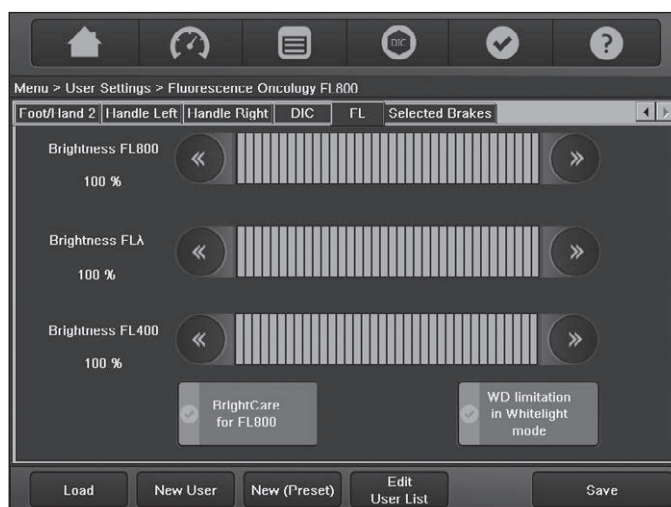 DIC
?
Menu > User Settings > Fluorescence Oncology FL800
Foot/Hand 2 Handle Left Handle Right DIC FL Selected Brakes
Brightness FL800
100 %
Brightness FLλ
100 %
Brightness FL400
100 %
BrightCare
for FL800
WD limitation
in Whitelight
mode
Load New User New (Preset) Edit
User List Save